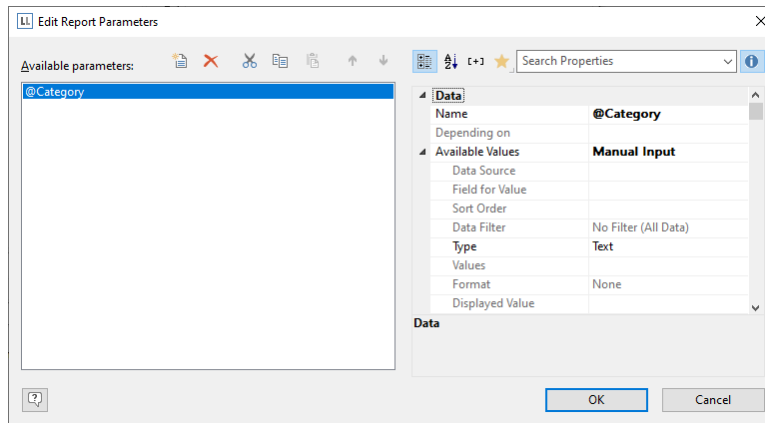 LL Edit Report Parameters
Available parameters:
A Z [+] Search Properties
@Category
Data
Name @Category
Depending on
Available Values Manual Input
Data Source
Field for Value
Sort Order
Data Filter No Filter (All Data)
Type Text
Values
Format None
Displayed Value
Data
OK Cancel